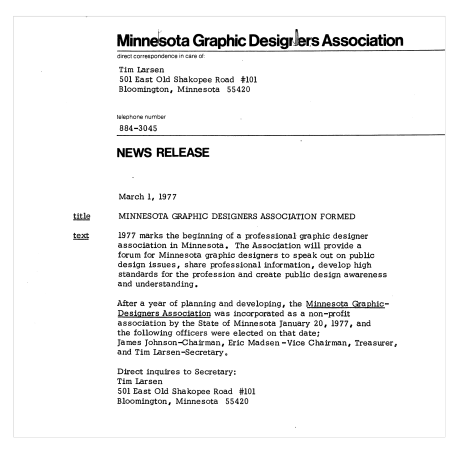 Minnesota Graphic Designers Association
direct correspondence in care of:
Tim Larsen
501 East Old Shakopee Road #101
Bloomington, Minnesota 55420
telephone number
884-3045
NEWS RELEASE
March 1, 1977
title MINNESOTA GRAPHIC DESIGNERS ASSOCIATION FORMED
text 1977 marks the beginning of a professional graphic designer
association in Minnesota. The Association will provide a
forum for Minnesota graphic designers to speak out on public
design issues, share professional information, develop high
standards for the profession and create public design awareness
and understanding.
After a year of planning and developing, the Minnesota Graphic-
Designers Association was incorporated as a non-profit
association by the State of Minnesota January 20, 1977, and
the following officers were elected on that date;
James Johnson-Chairman, Eric Madsen-Vice Chairman, Treasurer,
and Tim Larsen-Secretary.
Direct inquires to Secretary:
Tim Larsen
501 East Old Shakopee Road #101
Bloomington, Minnesota 55420